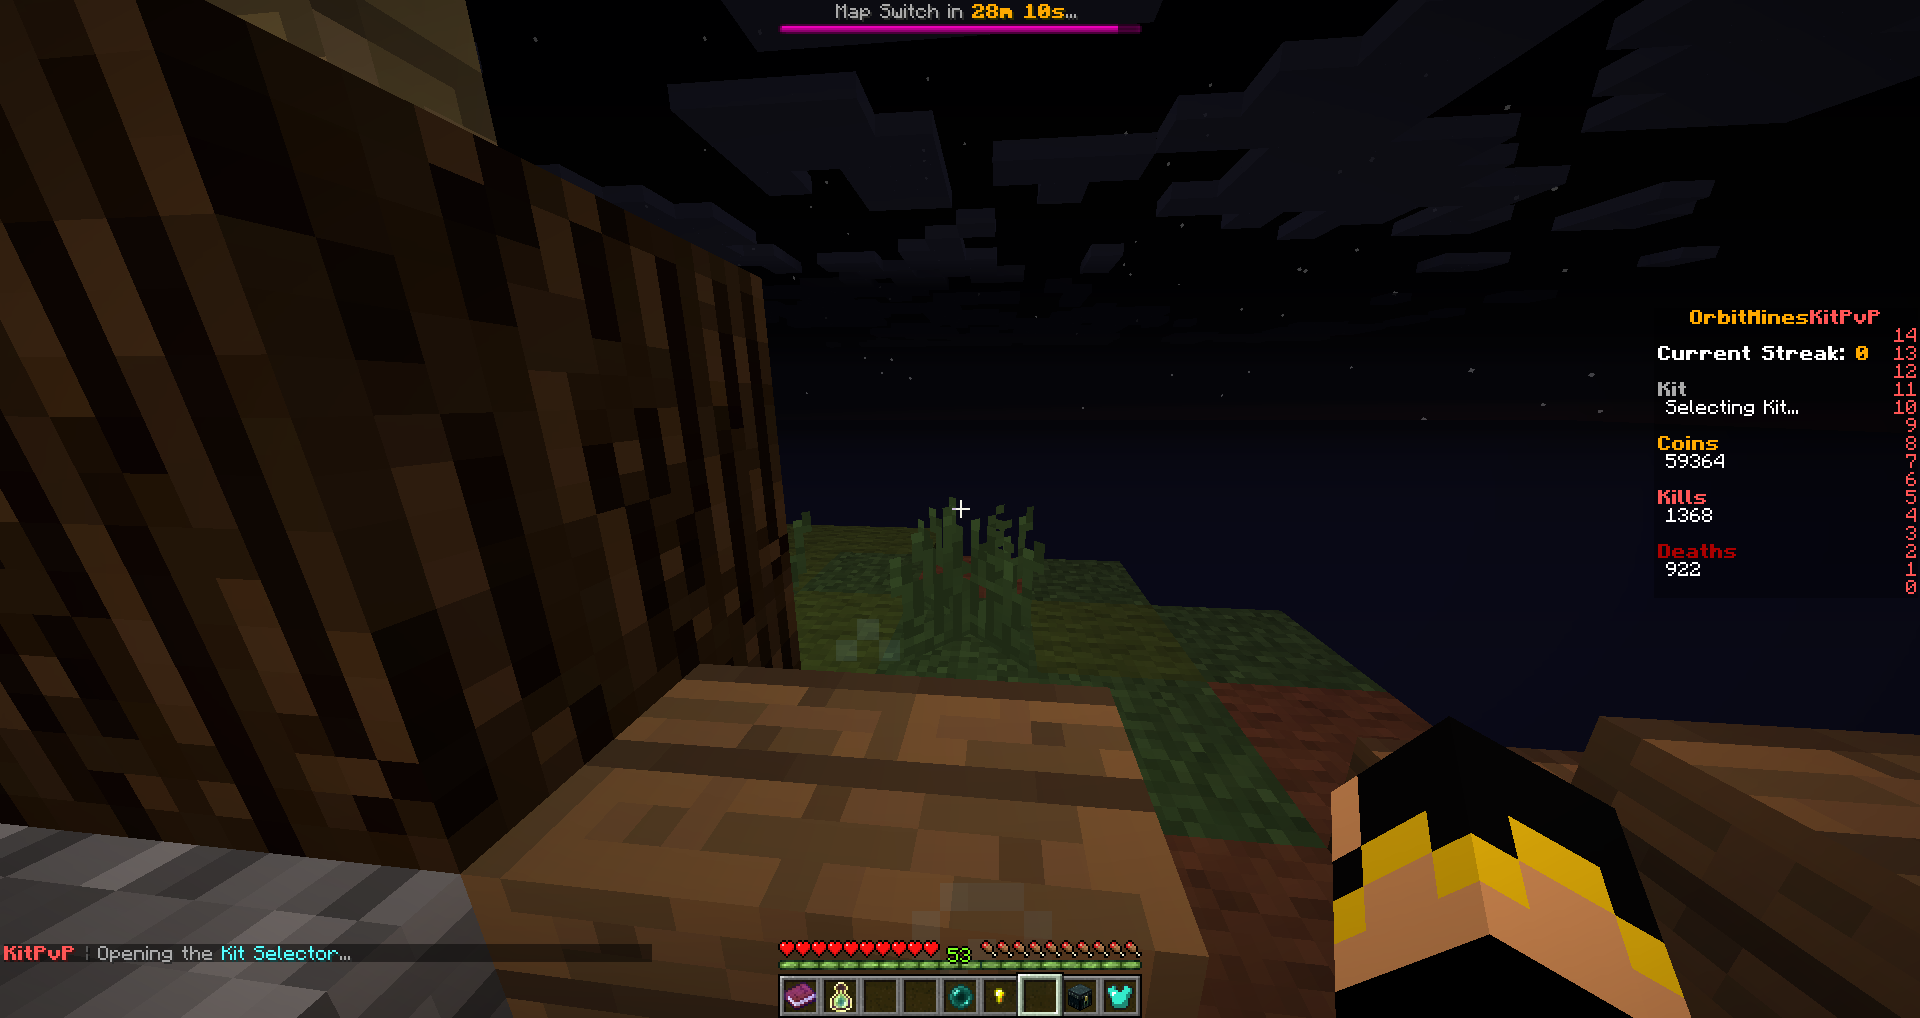 Map Switch in 28m 10s…
OrbitMinesKitPvP
14
Current Streak: 0 13
12
Kit 11
Selecting Kit… 10
9
Coins 8
59364 7
6
Kills 5
1368 4
3
Deaths 2
922 1
0
KitPvP | Opening the Kit Selector…
53